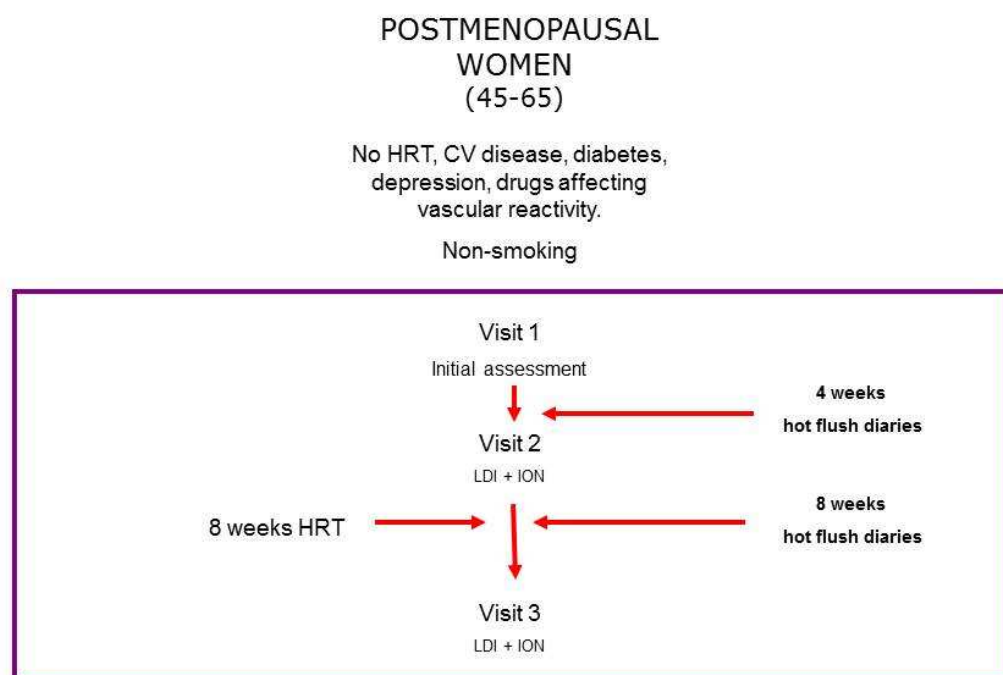 POSTMENOPAUSAL
WOMEN
(45-65)
No HRT, CV disease, diabetes,
depression, drugs affecting
vascular reactivity.
Non-smoking
Visit 1
Initial assessment
4 weeks
hot flush diaries
Visit 2
LDI + ION
8 weeks HRT
8 weeks
hot flush diaries
Visit 3
LDI + ION